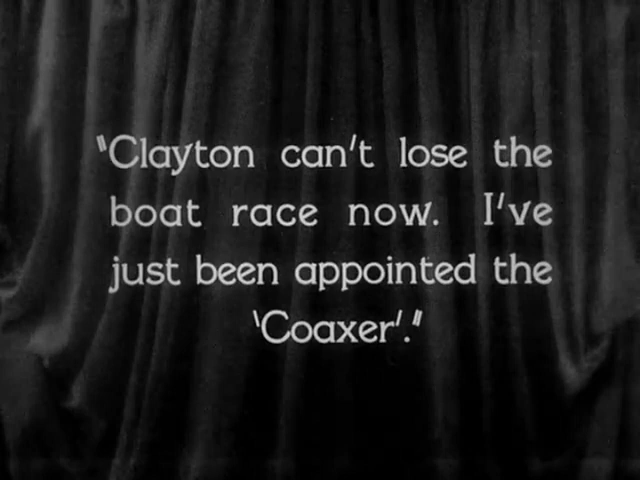 "Clayton can't lose the
boat race now. I've
just been appointed the
'Coaxer'."